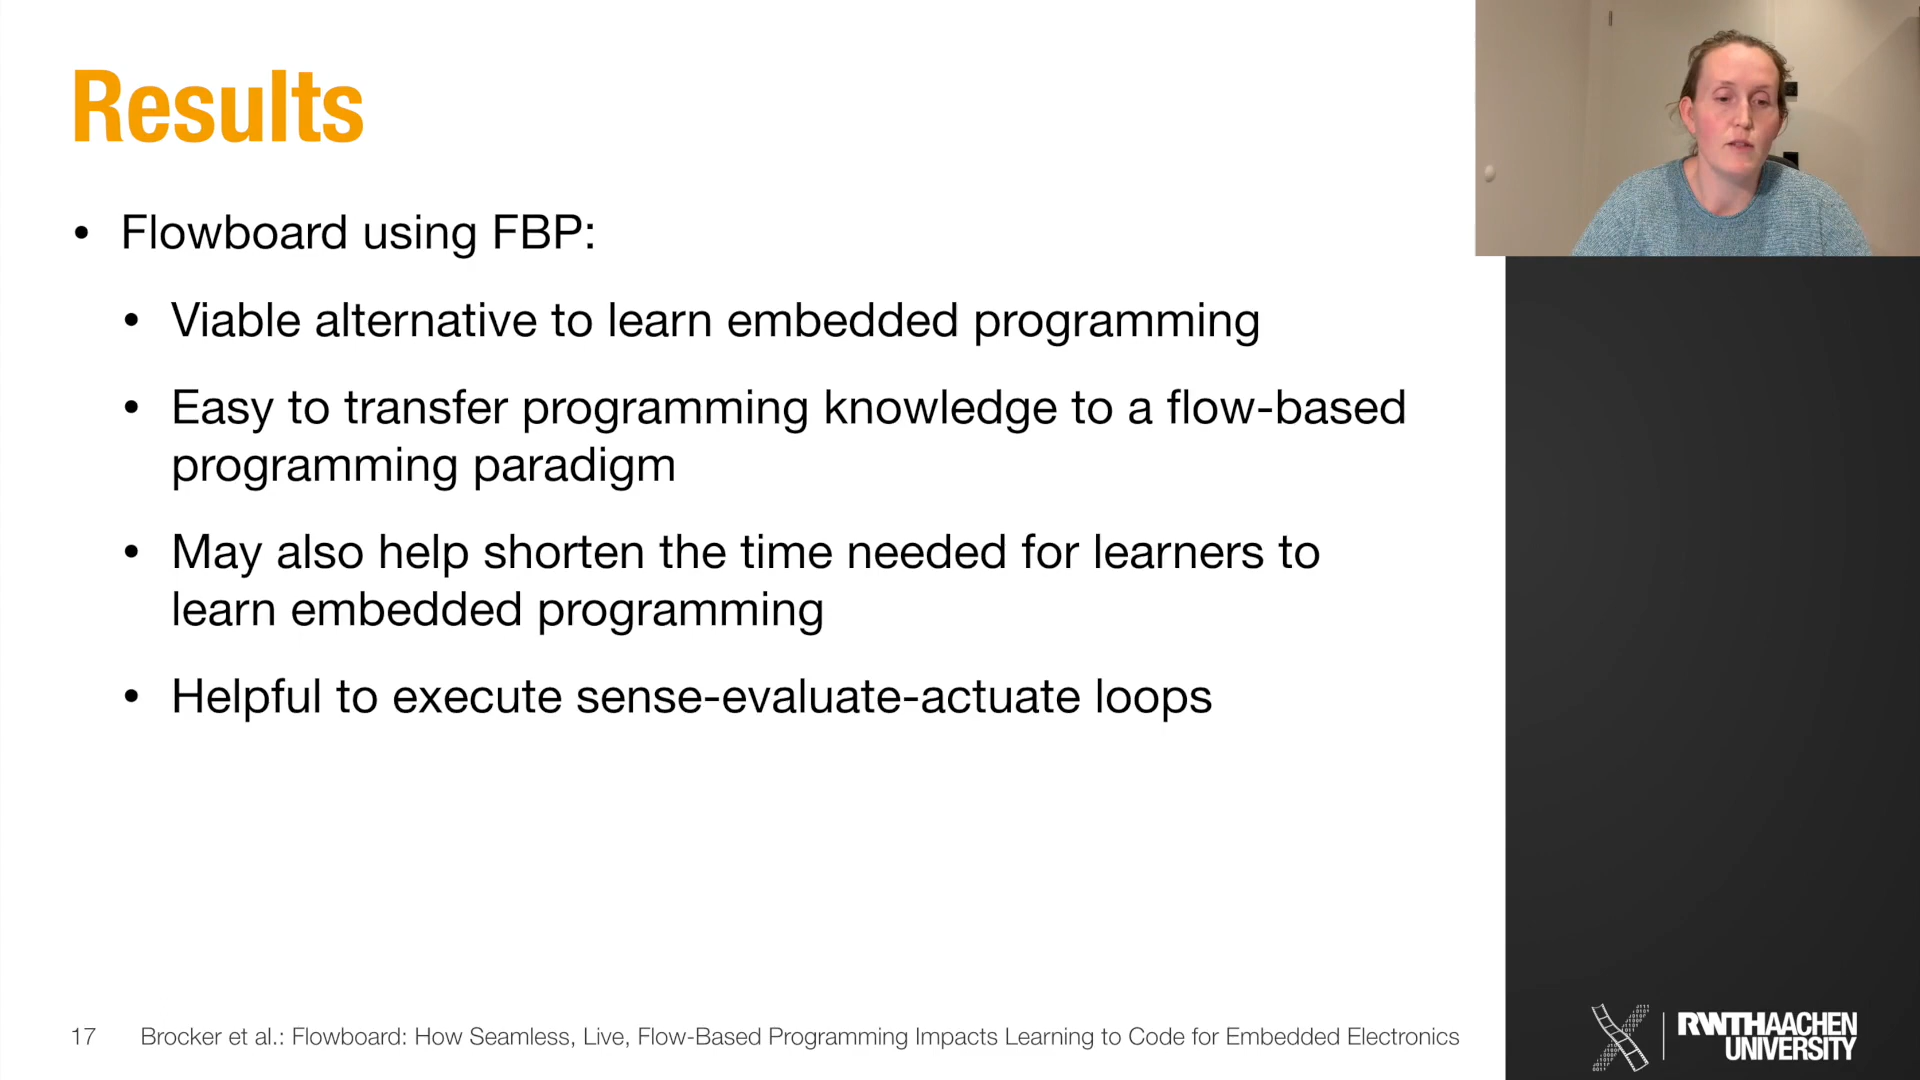 Results
• Flowboard using FBP:
• Viable alternative to learn embedded programming
• Easy to transfer programming knowledge to a flow-based
programming paradigm
• May also help shorten the time needed for learners to
learn embedded programming
• Helpful to execute sense-evaluate-actuate loops
17 Brocker et al.: Flowboard: How Seamless, Live, Flow-Based Programming Impacts Learning to Code for Embedded Electronics
RWTHAACHEN
UNIVERSITY